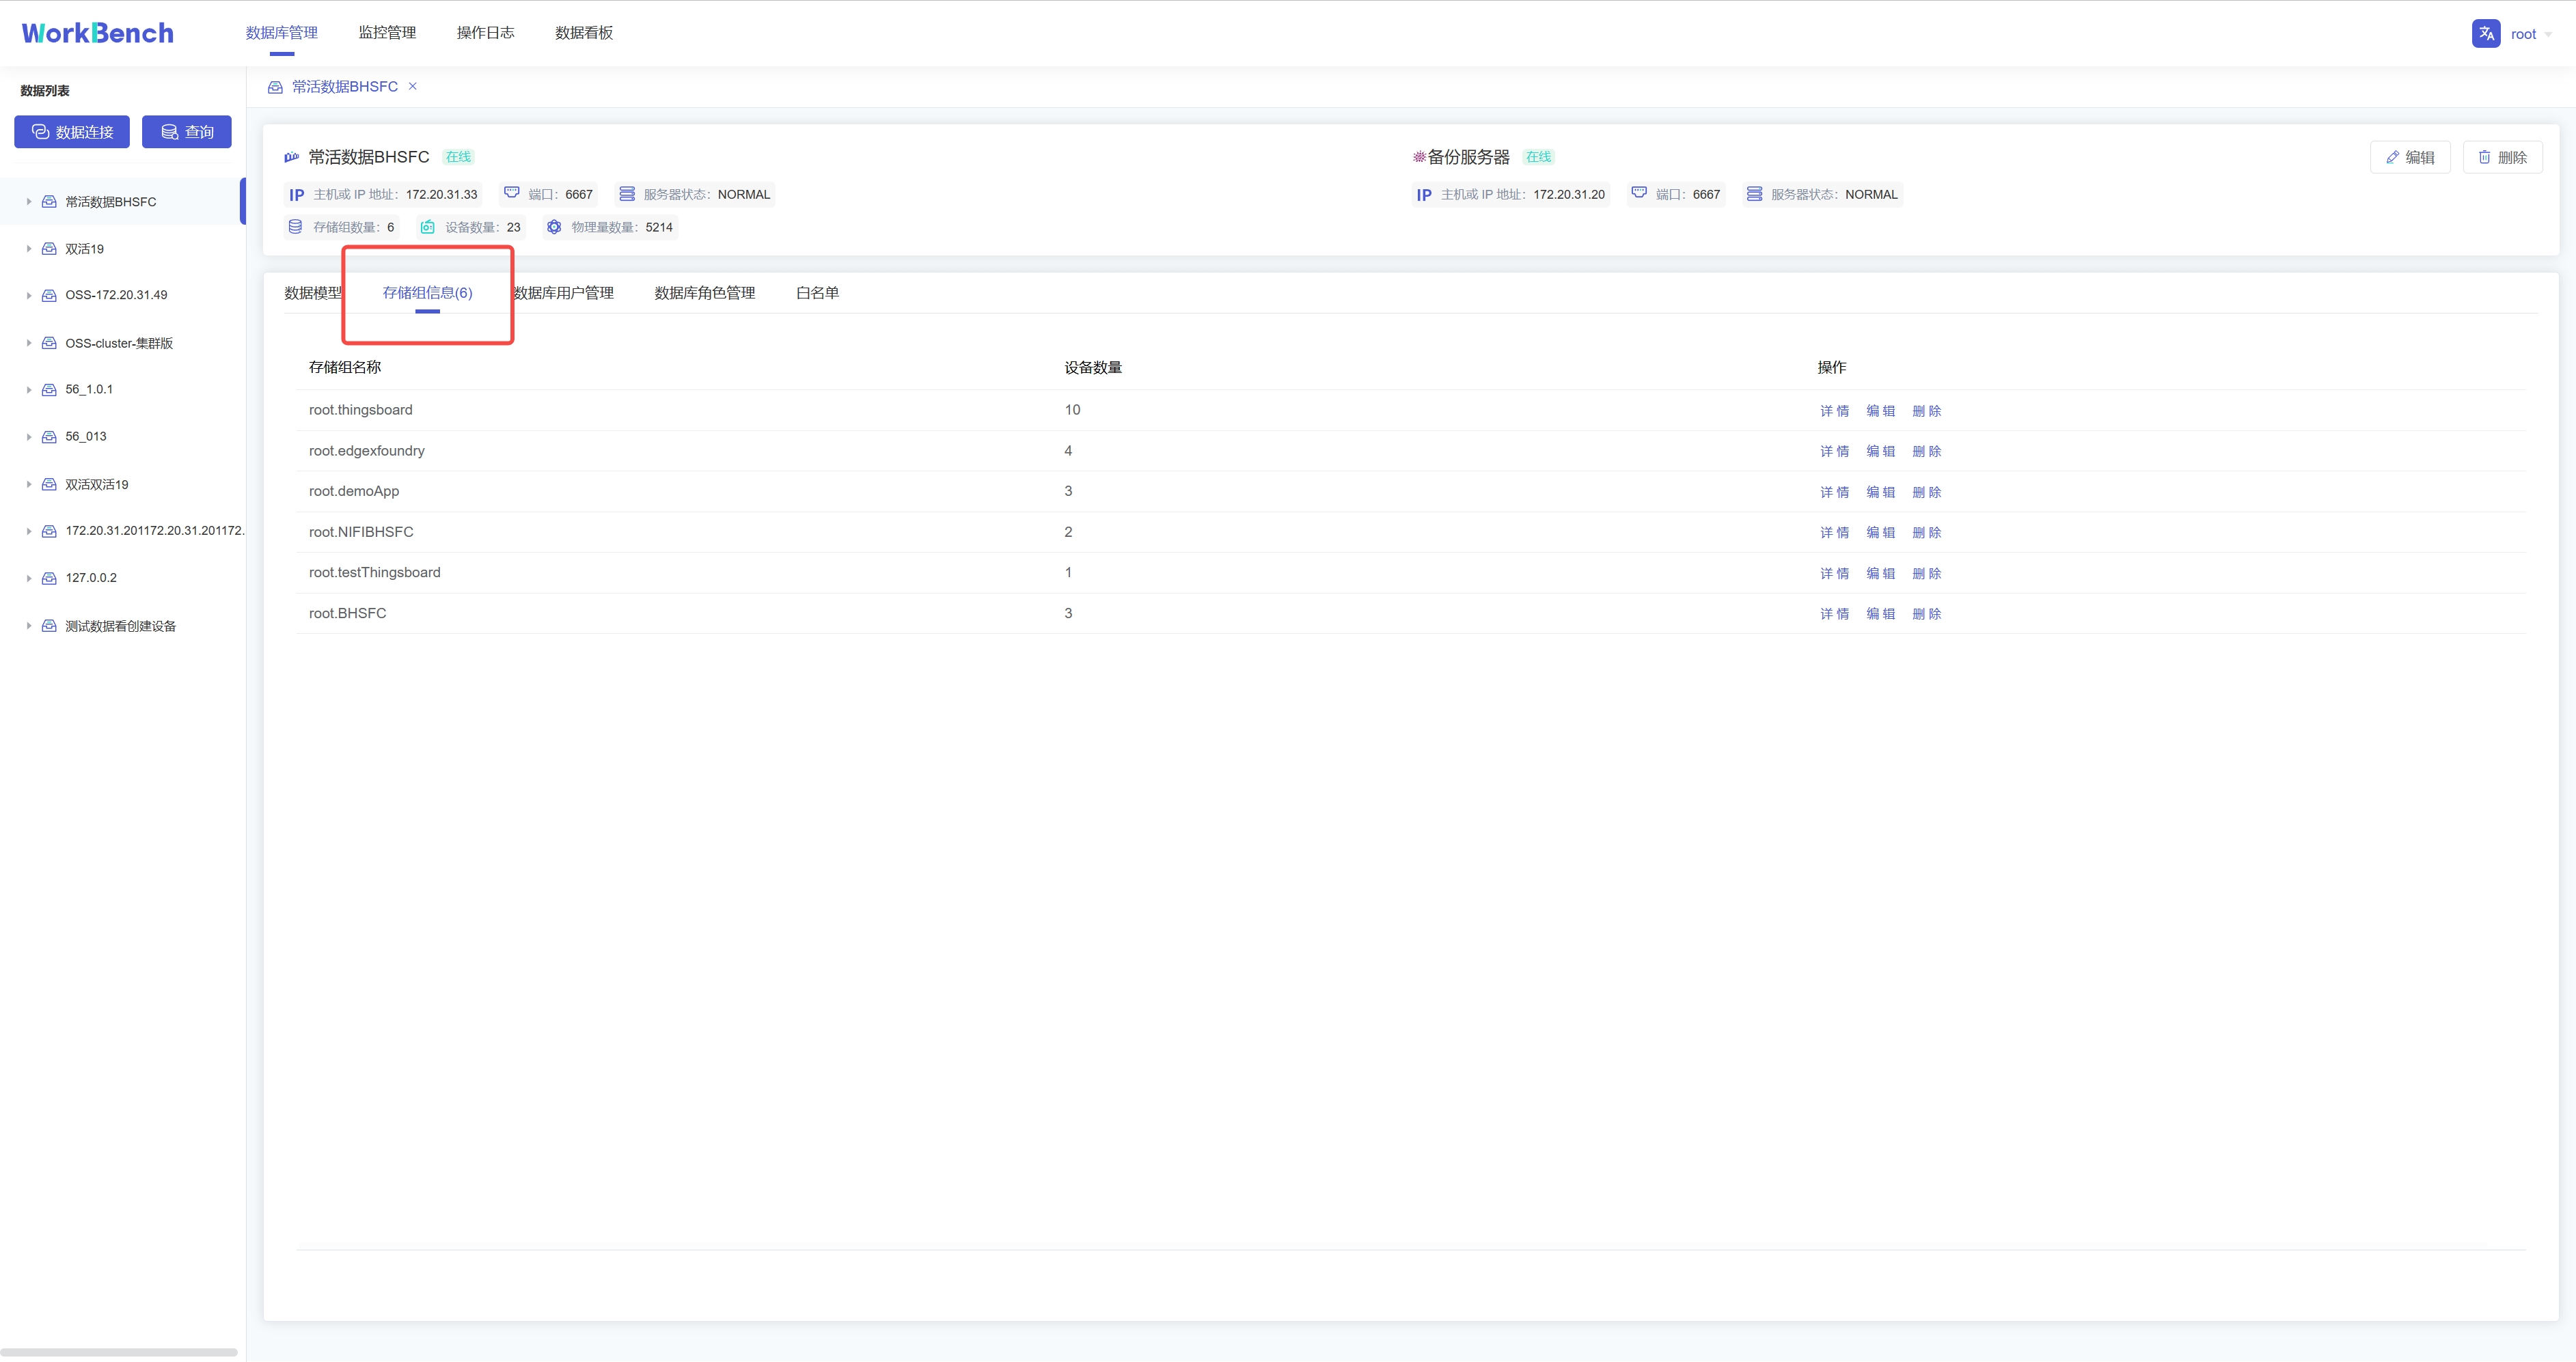 WorkBench 数据库管理 监控管理 操作日志 数据看板 root
数据列表
数据连接 查询
常活数据BHSFC
双活19
OSS-172.20.31.49
OSS-cluster-集群版
56_1.0.1
56_013
双活双活19
172.20.31.201172.20.31.201172.
127.0.0.2
测试数据看创建设备
常活数据BHSFC ×
常活数据BHSFC 在线
IP 主机或 IP 地址: 172.20.31.33 端口: 6667 服务器状态: NORMAL
存储组数量: 6 设备数量: 23 物理量数量: 5214
备份服务器 在线
IP 主机或 IP 地址: 172.20.31.20 端口: 6667 服务器状态: NORMAL
编辑 删除
数据模型 存储组信息(6) 数据库用户管理 数据库角色管理 白名单
存储组名称 设备数量 操作
root.thingsboard 10 详情 编辑 删除
root.edgexfoundry 4 详情 编辑 删除
root.demoApp 3 详情 编辑 删除
root.NIFIBHSFC 2 详情 编辑 删除
root.testThingsboard 1 详情 编辑 删除
root.BHSFC 3 详情 编辑 删除